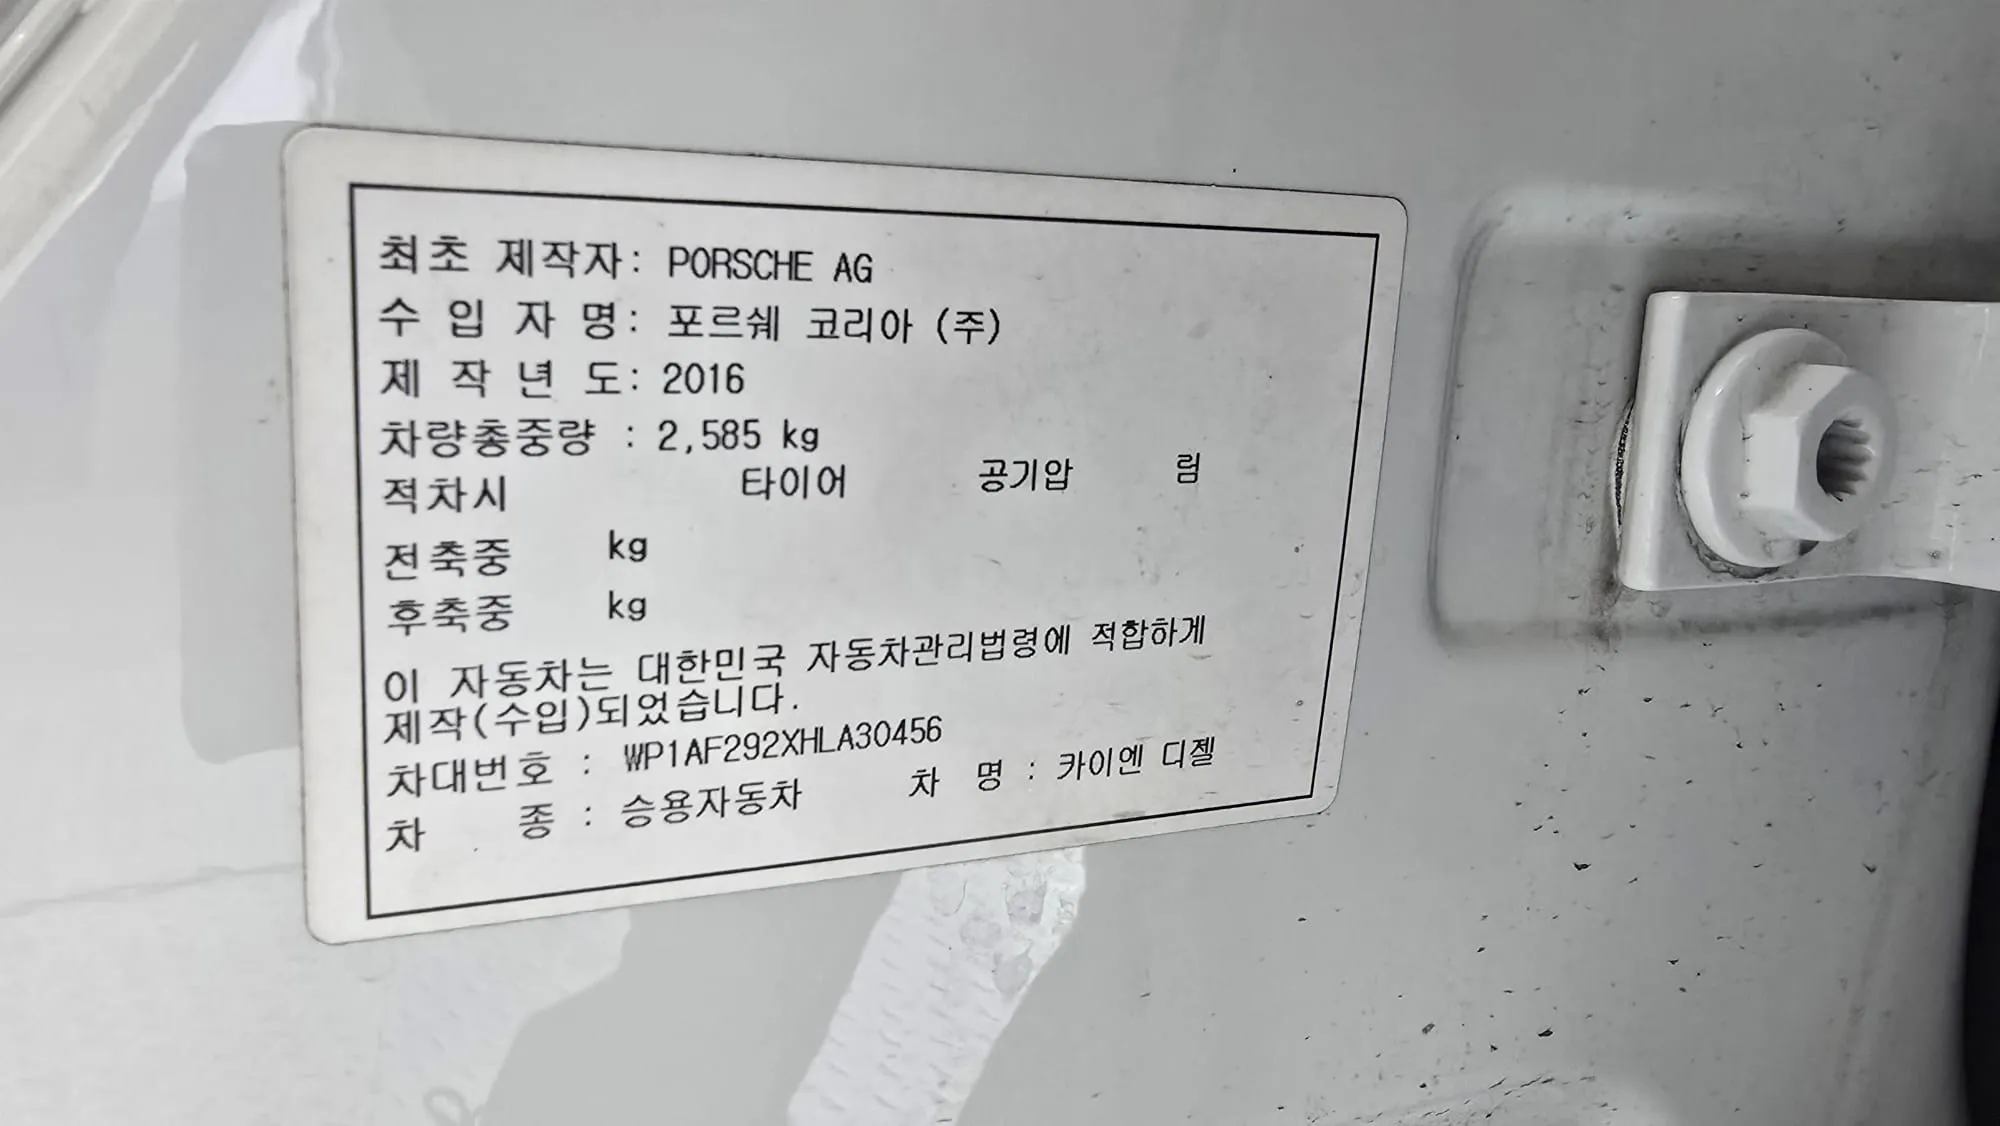 최초 제작자: PORSCHE AG
수 입 자 명: 포르쉐 코리아 (주)
제 작 년 도: 2016
차량총중량 : 2,585 kg
적차시 타이어 공기압 림
전축중 kg
후축중 kg
이 자동차는 대한민국 자동차관리법령에 적합하게
제작(수입)되었습니다.
차대번호 : WP1AF292XHLA30456
차 종 : 승용자동차 차 명 : 카이엔 디젤